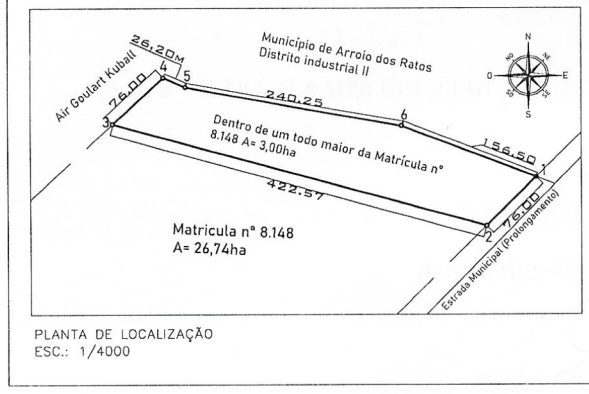 Município de Arroio dos Ratos
Distrito industrial II
N
NO
NE
O
E
SO
SE
S
26,20M
Air Goulart Kuball
76,00
4
5
240.25
6
3
Dentro de um todo maior da Matrícula n°
8.148 A= 3,00ha
156,50
1
422.57
2
76,00
Matricula n° 8.148
A= 26,74ha
Estrada Municipal (Prolongamento)
PLANTA DE LOCALIZAÇÃO
ESC.: 1/4000